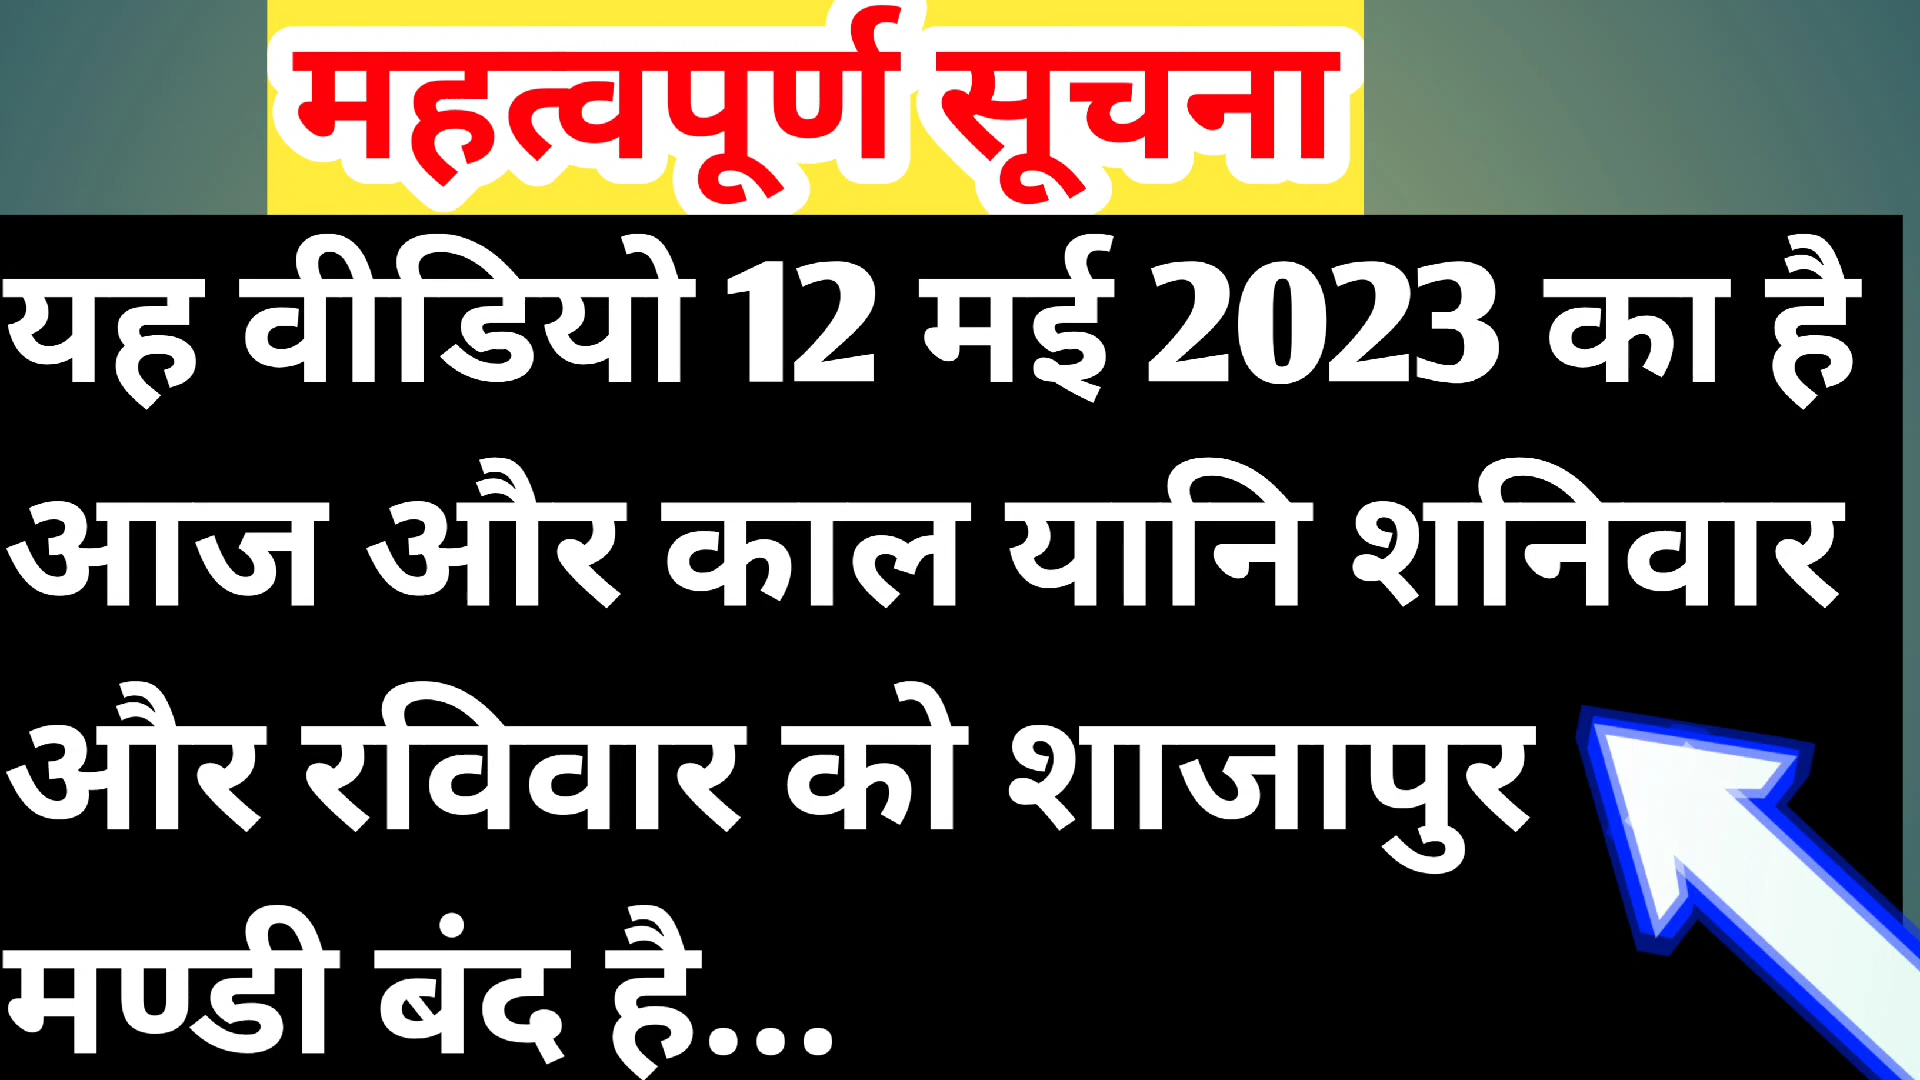 महत्वपूर्ण सूचना
यह वीडियो 12 मई 2023 का है
आज और काल यानि शनिवार
और रविवार को शाजापुर
मण्डी बंद है...